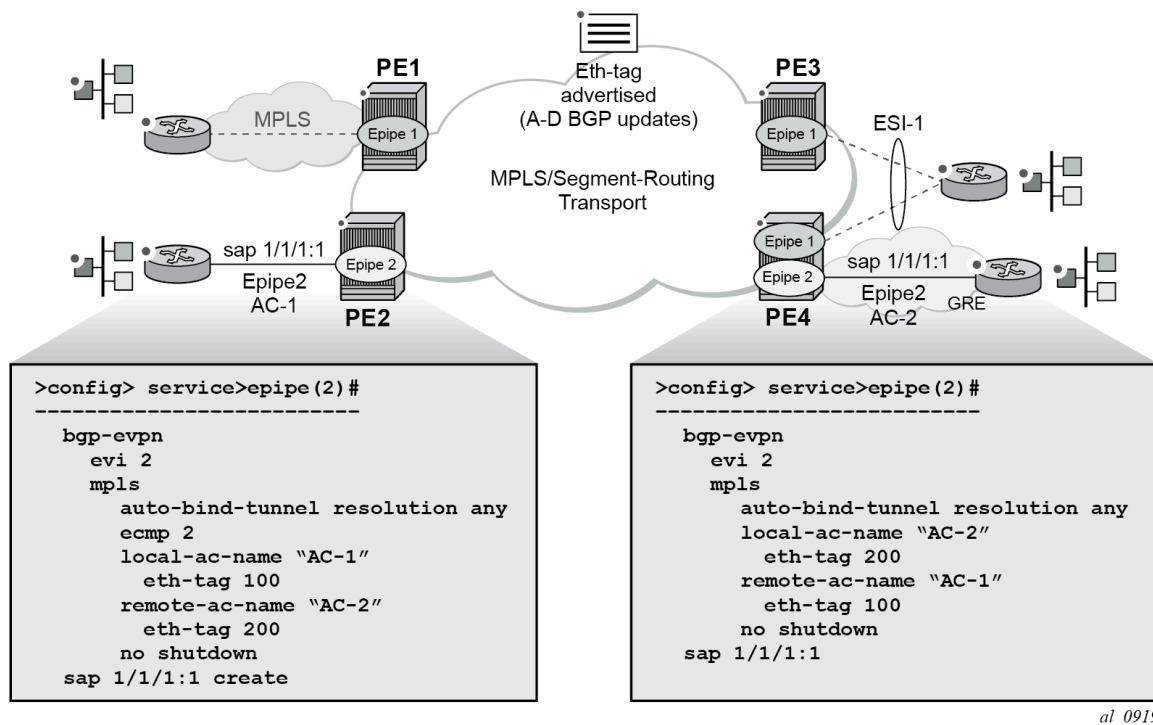 PE1
Eth-tag
advertised
(A-D BGP updates)
PE3
MPLS
Epipe 1
Epipe 1
ESI-1
MPLS/Segment-Routing
Transport
sap 1/1/1:1
Epipe2
AC-1
Epipe 2
PE2
Epipe 1
Epipe 2
PE4
sap 1/1/1:1
Epipe2
AC-2
GRE
>config> service>epipe(2)#
--------------------------
bgp-evpn
evi 2
mpls
auto-bind-tunnel resolution any
ecmp 2
local-ac-name “AC-1”
eth-tag 100
remote-ac-name “AC-2”
eth-tag 200
no shutdown
sap 1/1/1:1 create
>config> service>epipe(2)#
--------------------------
bgp-evpn
evi 2
mpls
auto-bind-tunnel resolution any
local-ac-name “AC-2”
eth-tag 200
remote-ac-name “AC-1”
eth-tag 100
no shutdown
sap 1/1/1:1
al_0919